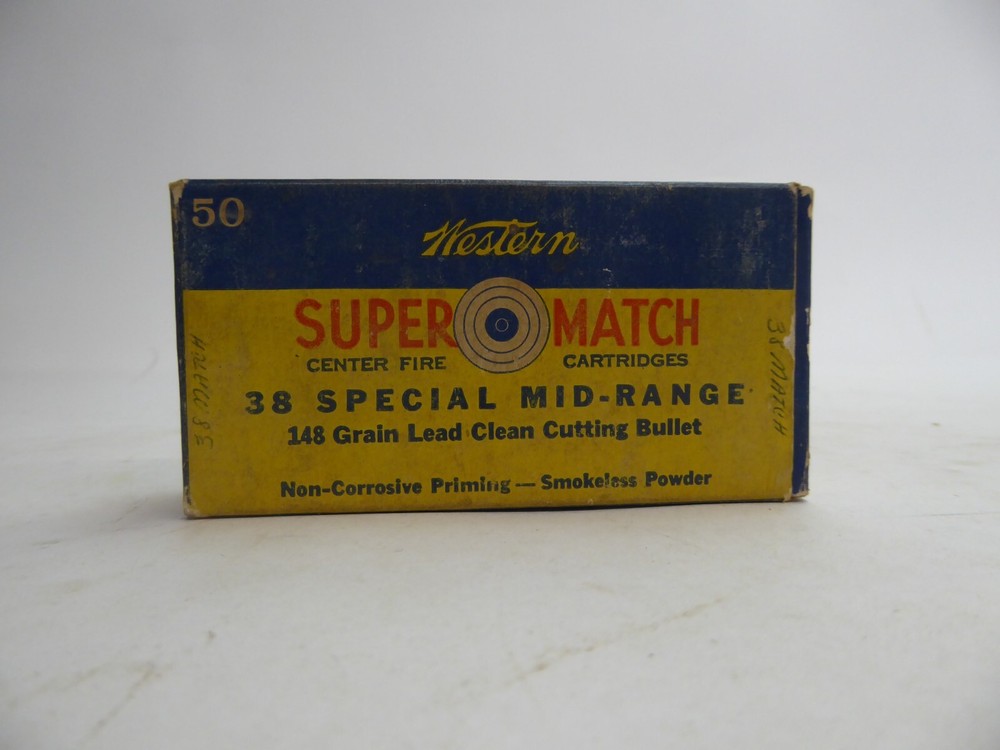 50
Western
SUPER MATCH
CENTER FIRE CARTRIDGES
38 SPECIAL MID-RANGE
148 Grain Lead Clean Cutting Bullet
Non-Corrosive Priming — Smokeless Powder
38 MATCH
38 MATCH